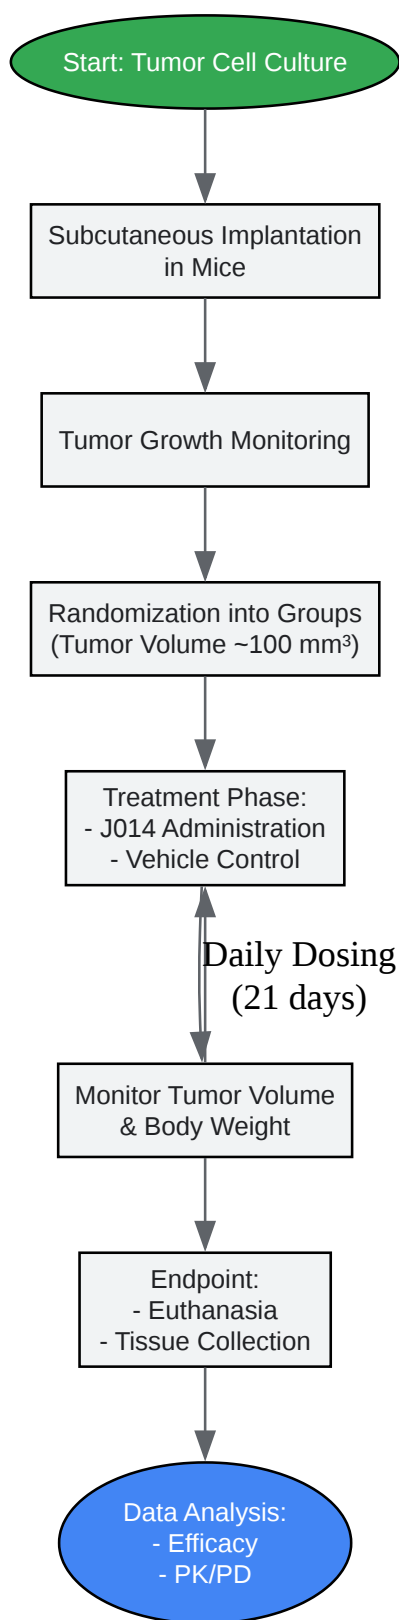 Start: Tumor Cell Culture
Subcutaneous Implantation
in Mice
Tumor Growth Monitoring
Randomization into Groups
(Tumor Volume ~100 mm³)
Treatment Phase:
- J014 Administration
- Vehicle Control
Daily Dosing
(21 days)
Monitor Tumor Volume
& Body Weight
Endpoint:
- Euthanasia
- Tissue Collection
Data Analysis:
- Efficacy
- PK/PD